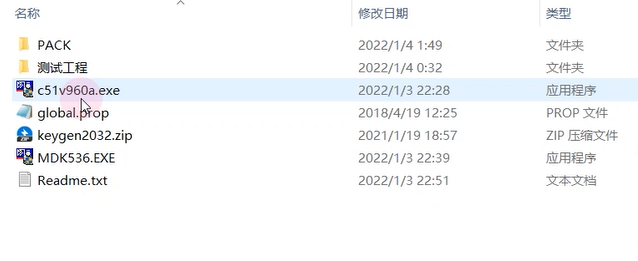 名称 修改日期 类型
PACK 2022/1/4 1:49 文件夹
测试工程 2022/1/4 0:32 文件夹
c51v960a.exe 2022/1/3 22:28 应用程序
global.prop 2018/4/19 12:25 PROP 文件
keygen2032.zip 2021/1/19 18:57 ZIP 压缩文件
MDK536.EXE 2022/1/3 22:39 应用程序
Readme.txt 2022/1/3 22:51 文本文档